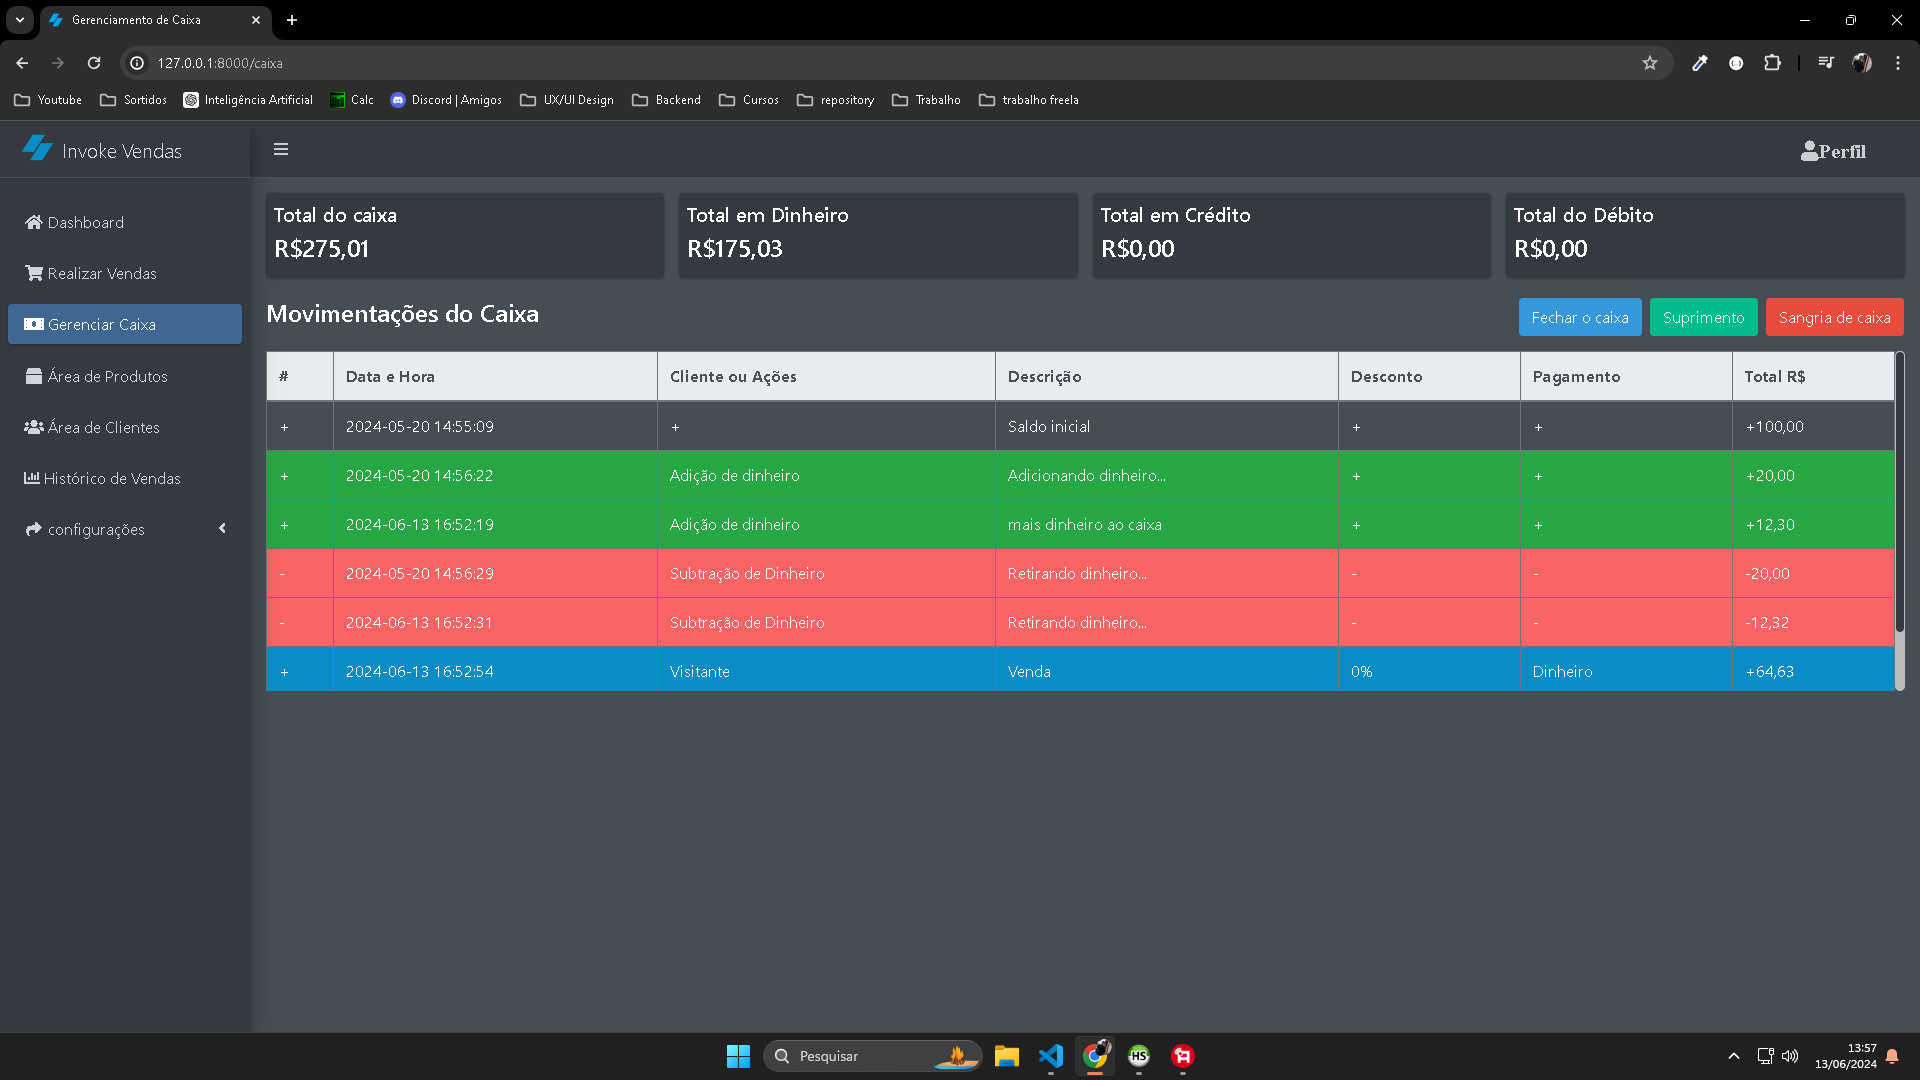 Gerenciamento de Caixa
127.0.0.1:8000/caixa
Youtube Sortidos Inteligência Artificial Calc Discord | Amigos UX/UI Design Backend Cursos repository Trabalho trabalho freela
Invoke Vendas
Perfil
Dashboard
Realizar Vendas
Gerenciar Caixa
Área de Produtos
Área de Clientes
Histórico de Vendas
configurações
Total do caixa
R$275,01
Total em Dinheiro
R$175,03
Total em Crédito
R$0,00
Total do Débito
R$0,00
Movimentações do Caixa
Fechar o caixa Suprimento Sangria de caixa
# Data e Hora Cliente ou Ações Descrição Desconto Pagamento Total R$
+ 2024-05-20 14:55:09 + Saldo inicial + + +100,00
+ 2024-05-20 14:56:22 Adição de dinheiro Adicionando dinheiro... + + +20,00
+ 2024-06-13 16:52:19 Adição de dinheiro mais dinheiro ao caixa + + +12,30
- 2024-05-20 14:56:29 Subtração de Dinheiro Retirando dinheiro... - - -20,00
- 2024-06-13 16:52:31 Subtração de Dinheiro Retirando dinheiro... - - -12,32
+ 2024-06-13 16:52:54 Visitante Venda 0% Dinheiro +64,63
Pesquisar
HS
13:57
13/06/2024